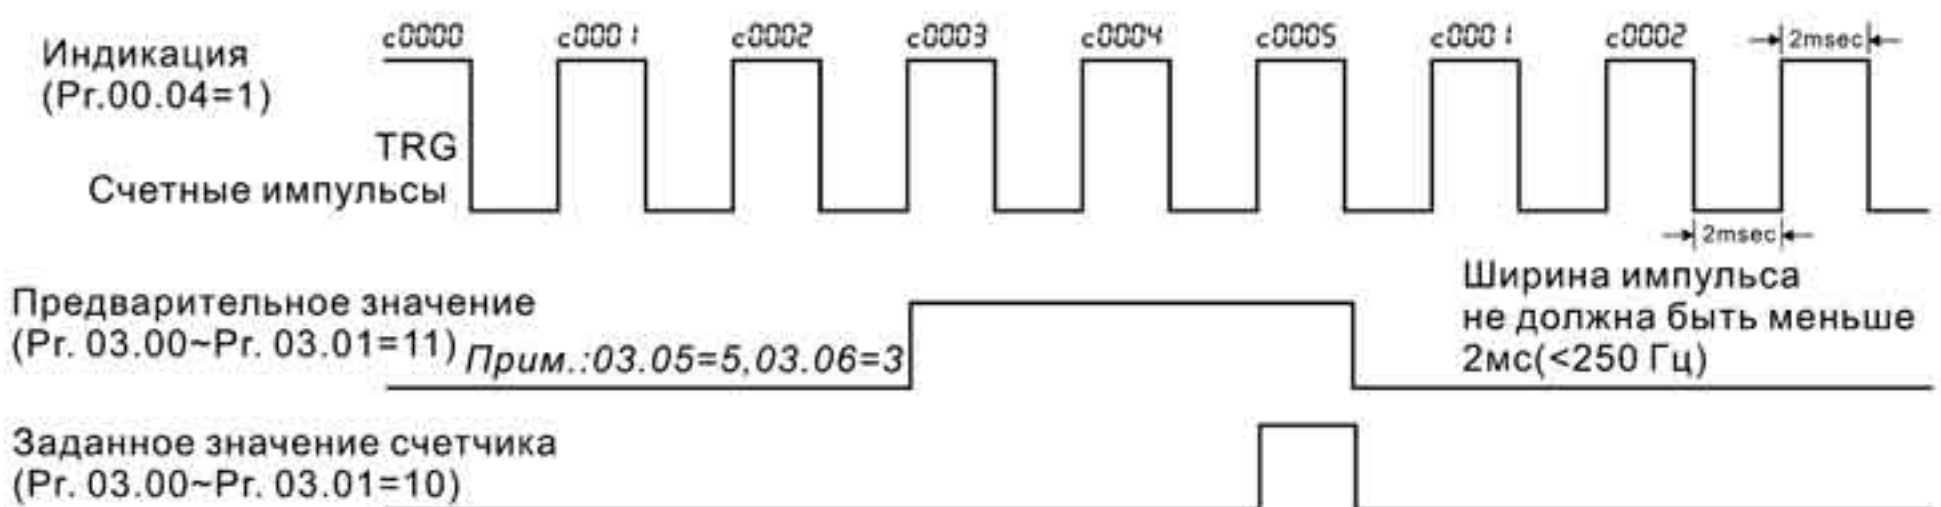 c0000 c0001 c0002 c0003 c0004 c0005 c0001 c0002 2msec
Индикация
(Pr.00.04=1)
TRG
Счетные импульсы
2msec
Ширина импульса
не должна быть меньше
2мс(<250 Гц)
Предварительное значение
(Pr. 03.00~Pr. 03.01=11) Прим.:03.05=5,03.06=3
Заданное значение счетчика
(Pr. 03.00~Pr. 03.01=10)